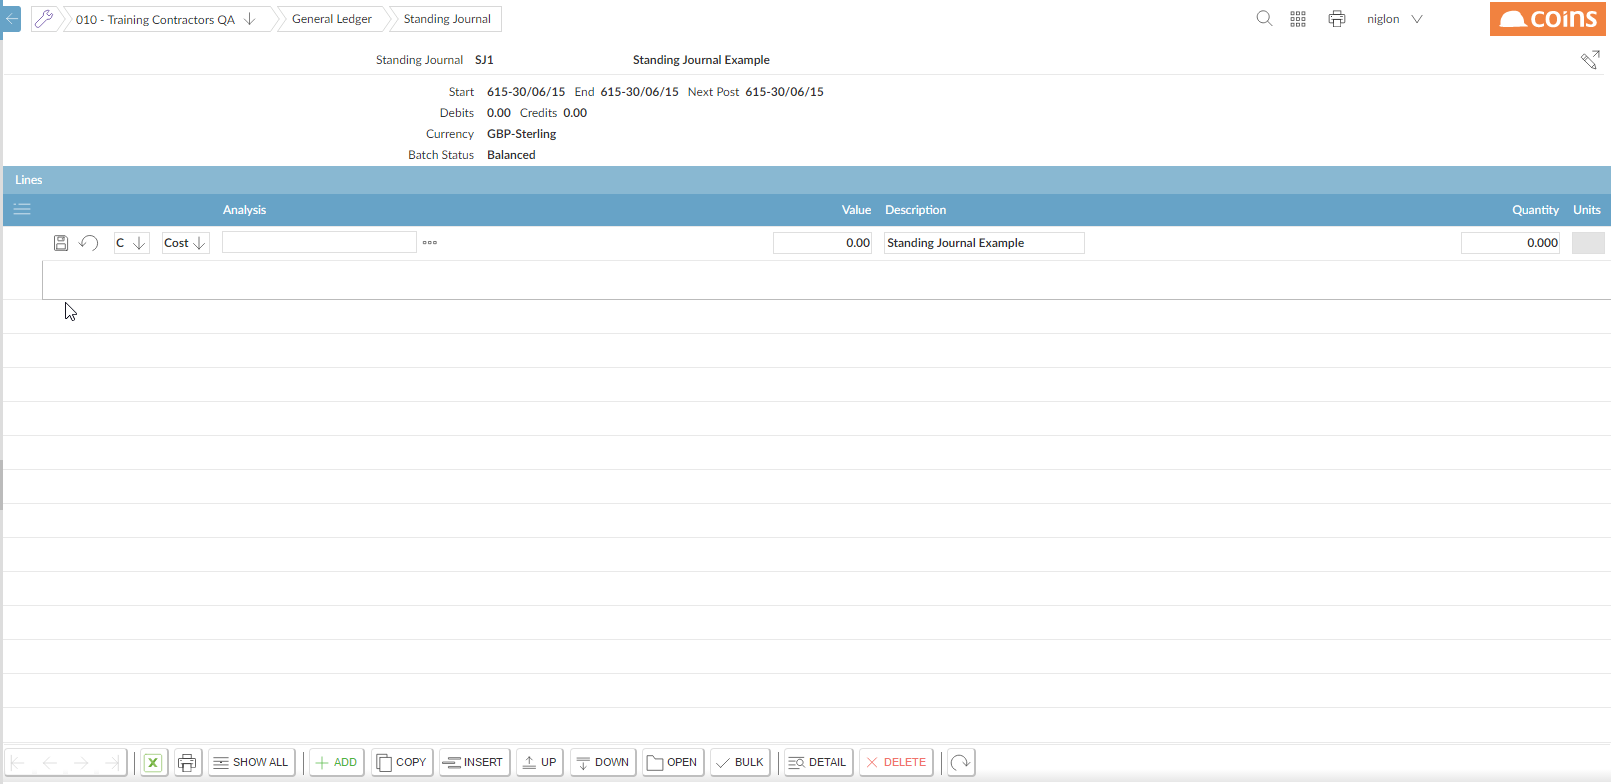 010 - Training Contractors QA General Ledger Standing Journal niglon coins
Standing Journal SJ1 Standing Journal Example
Start 615-30/06/15 End 615-30/06/15 Next Post 615-30/06/15
Debits 0.00 Credits 0.00
Currency GBP-Sterling
Batch Status Balanced
Lines
Analysis Value Description Quantity Units
C Cost 0.00 Standing Journal Example 0.000
X SHOW ALL ADD COPY INSERT UP DOWN OPEN BULK DETAIL DELETE